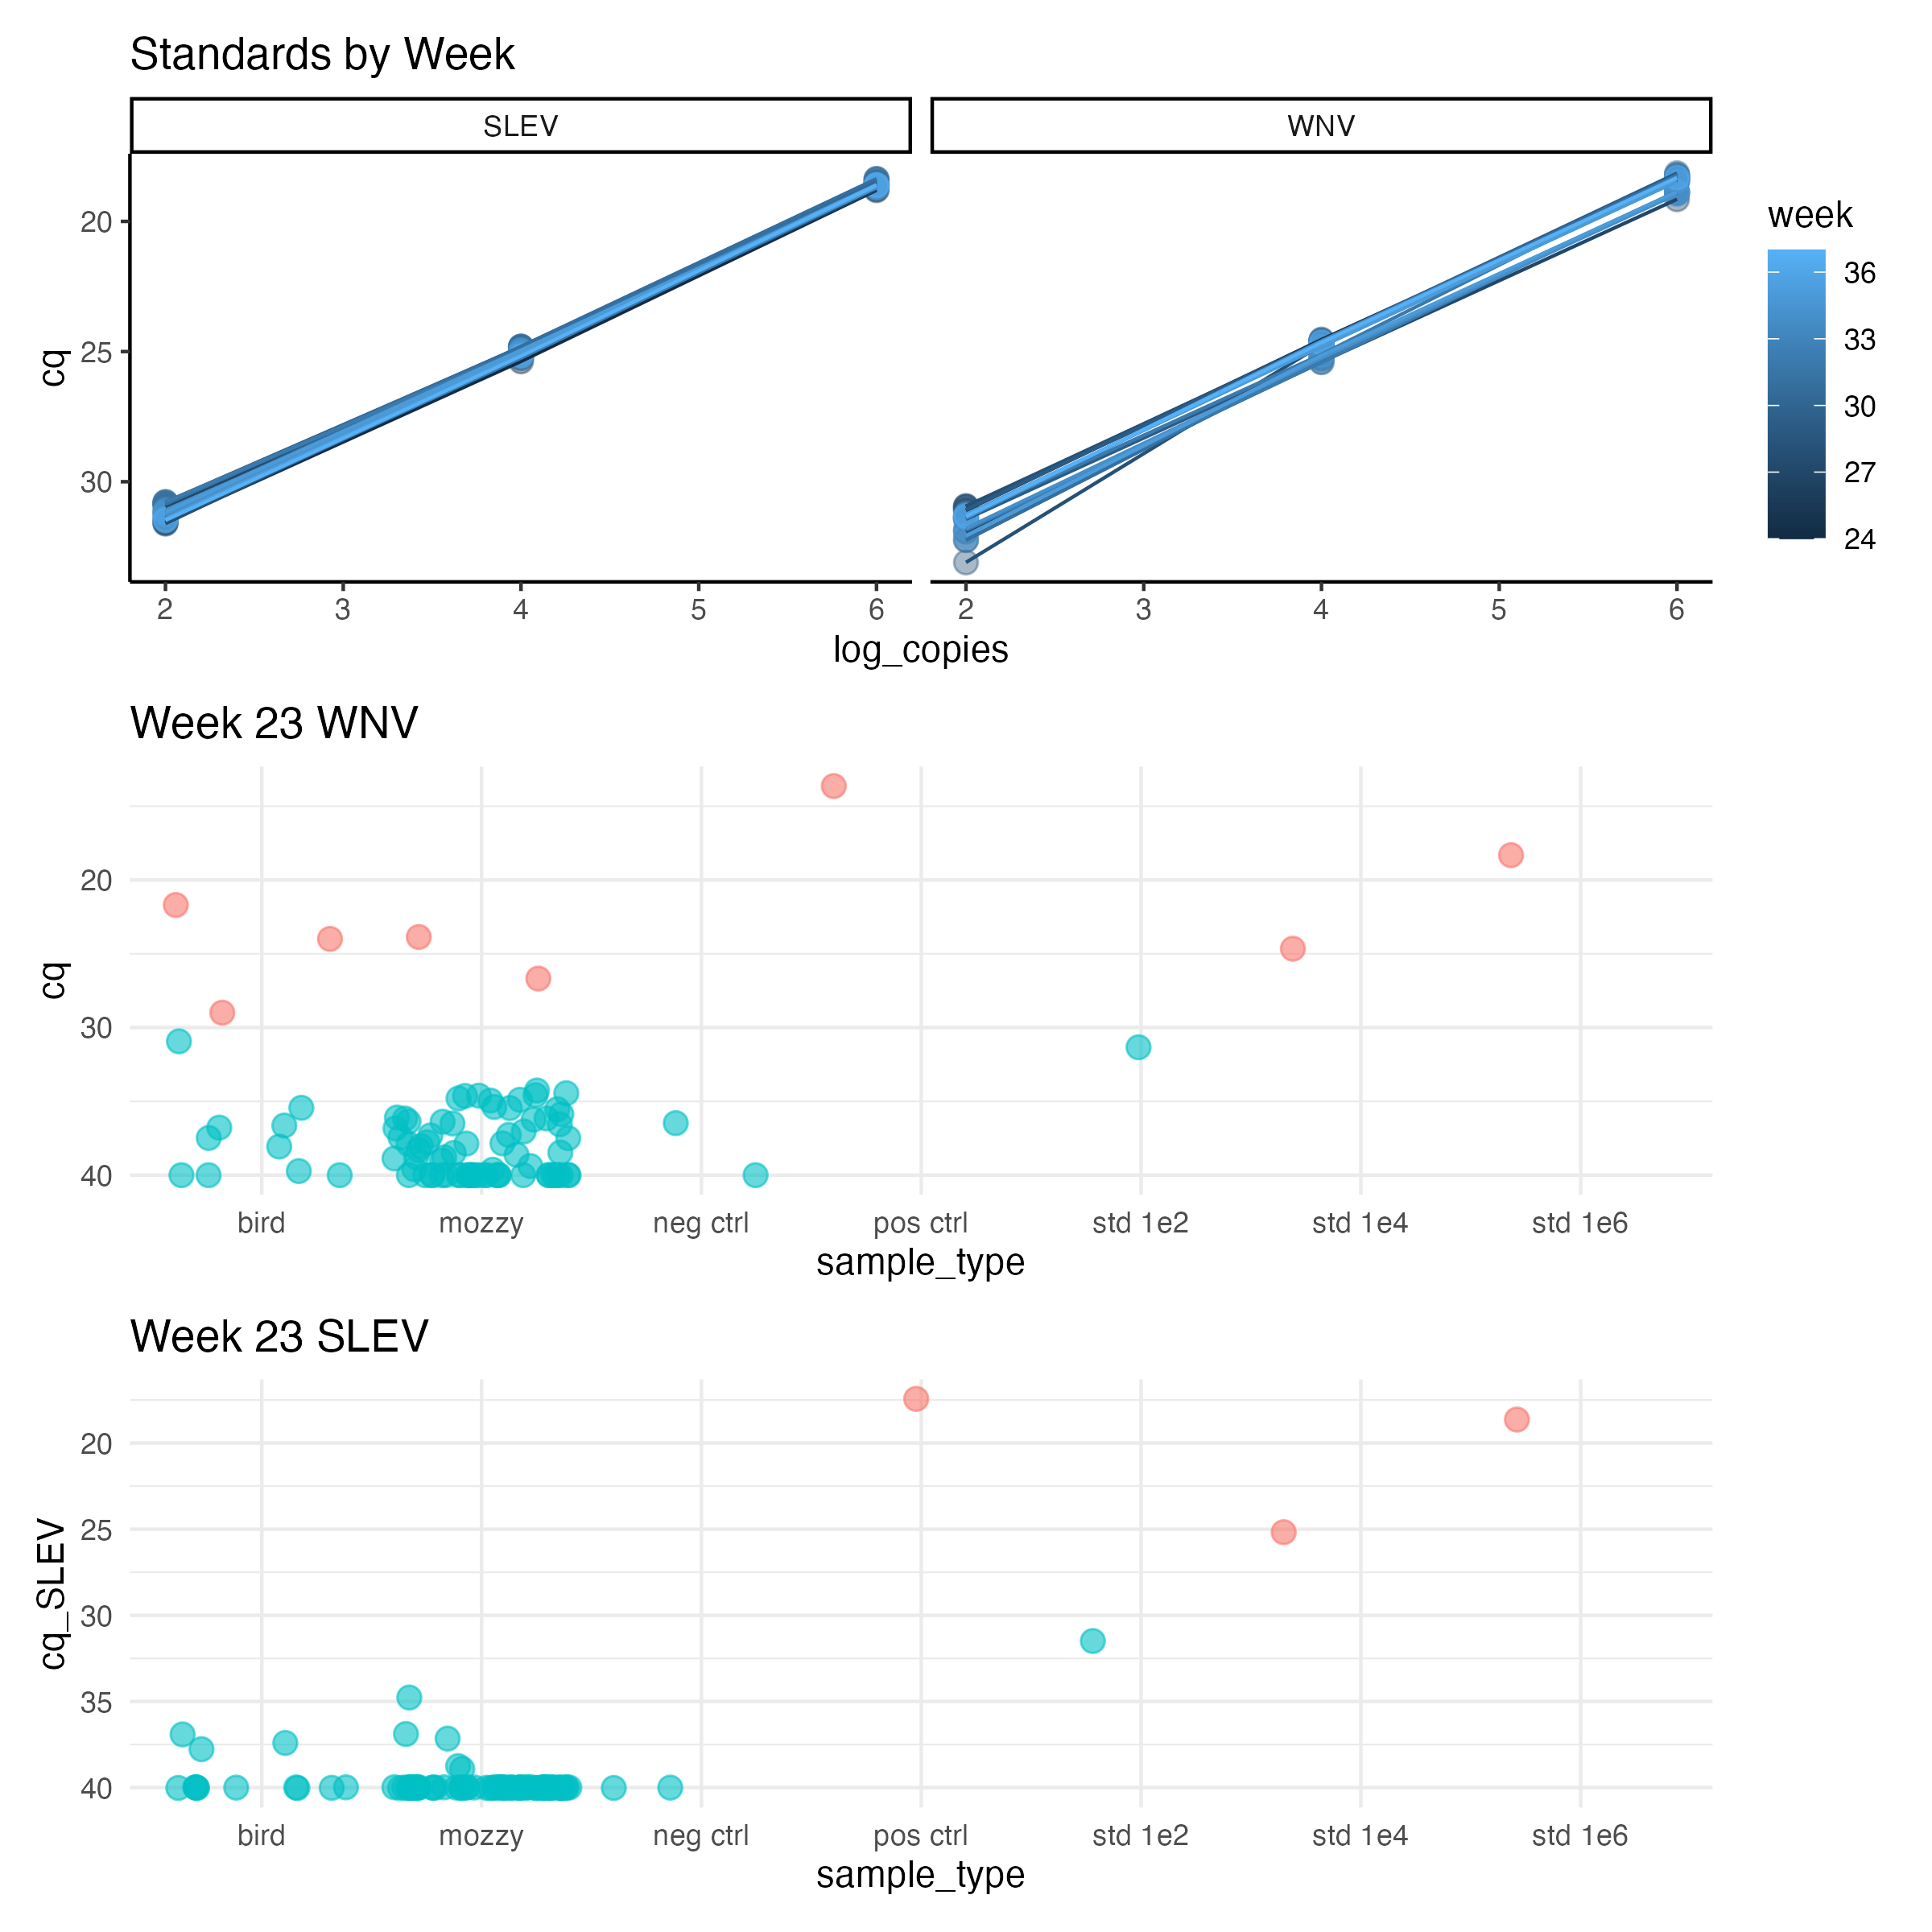 Standards by Week
SLEV WNV
20
25
30
cq
2 3 4 5 6 2 3 4 5 6
log_copies
week
36
33
30
27
24
Week 23 WNV
20
30
40
cq
bird mozzy neg ctrl pos ctrl std 1e2 std 1e4 std 1e6
sample_type
Week 23 SLEV
20
25
30
35
40
cq_SLEV
bird mozzy neg ctrl pos ctrl std 1e2 std 1e4 std 1e6
sample_type